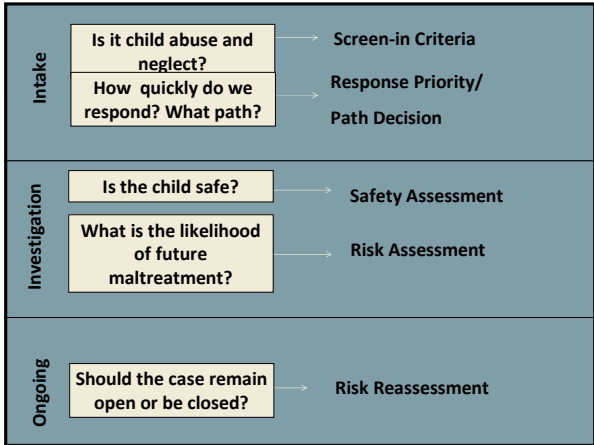 Intake
Is it child abuse and
neglect?
Screen-in Criteria
How quickly do we
respond? What path?
Response Priority/
Path Decision
Investigation
Is the child safe?
Safety Assessment
What is the likelihood
of future
maltreatment?
Risk Assessment
Ongoing
Should the case remain
open or be closed?
Risk Reassessment